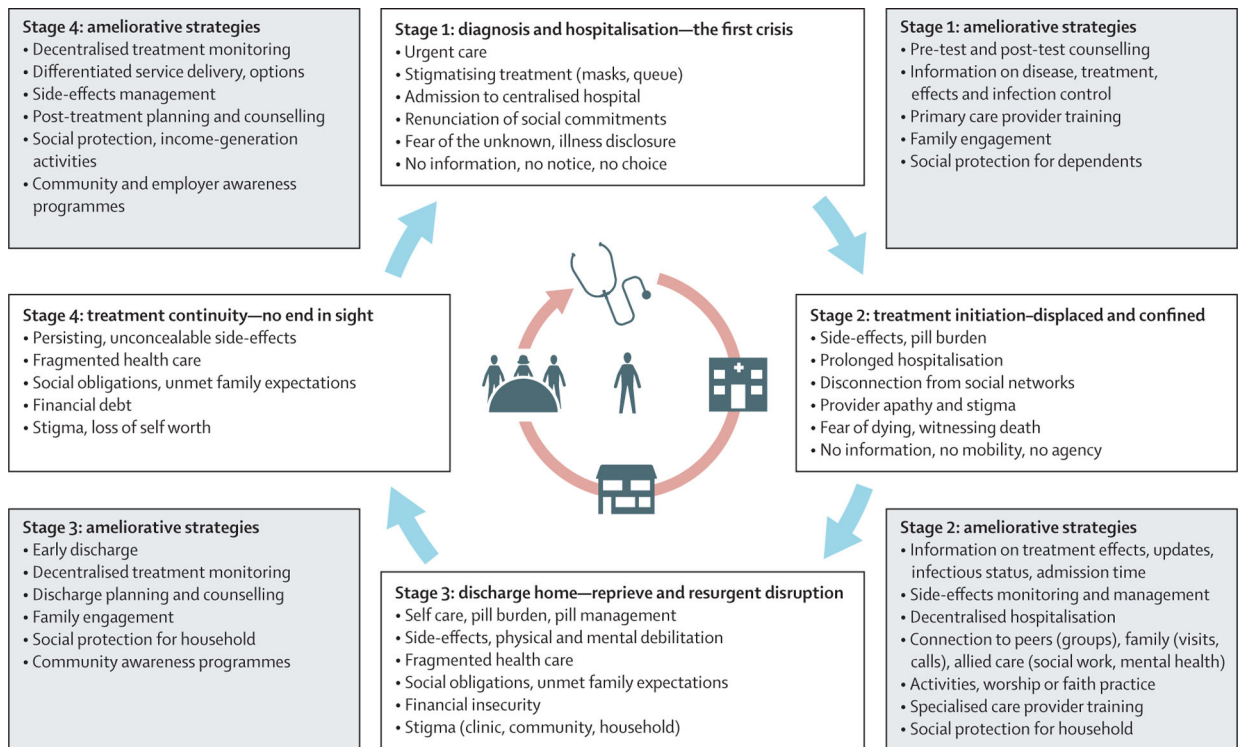 Stage 4: ameliorative strategies
• Decentralised treatment monitoring
• Differentiated service delivery, options
• Side-effects management
• Post-treatment planning and counselling
• Social protection, income-generation
activities
• Community and employer awareness
programmes
Stage 1: diagnosis and hospitalisation—the first crisis
• Urgent care
• Stigmatising treatment (masks, queue)
• Admission to centralised hospital
• Renunciation of social commitments
• Fear of the unknown, illness disclosure
• No information, no notice, no choice
Stage 1: ameliorative strategies
• Pre-test and post-test counselling
• Information on disease, treatment,
effects and infection control
• Primary care provider training
• Family engagement
• Social protection for dependents
Stage 4: treatment continuity—no end in sight
• Persisting, unconcealable side-effects
• Fragmented health care
• Social obligations, unmet family expectations
• Financial debt
• Stigma, loss of self worth
Stage 2: treatment initiation–displaced and confined
• Side-effects, pill burden
• Prolonged hospitalisation
• Disconnection from social networks
• Provider apathy and stigma
• Fear of dying, witnessing death
• No information, no mobility, no agency
Stage 3: ameliorative strategies
• Early discharge
• Decentralised treatment monitoring
• Discharge planning and counselling
• Family engagement
• Social protection for household
• Community awareness programmes
Stage 3: discharge home—reprieve and resurgent disruption
• Self care, pill burden, pill management
• Side-effects, physical and mental debilitation
• Fragmented health care
• Social obligations, unmet family expectations
• Financial insecurity
• Stigma (clinic, community, household)
Stage 2: ameliorative strategies
• Information on treatment effects, updates,
infectious status, admission time
• Side-effects monitoring and management
• Decentralised hospitalisation
• Connection to peers (groups), family (visits,
calls), allied care (social work, mental health)
• Activities, worship or faith practice
• Specialised care provider training
• Social protection for household